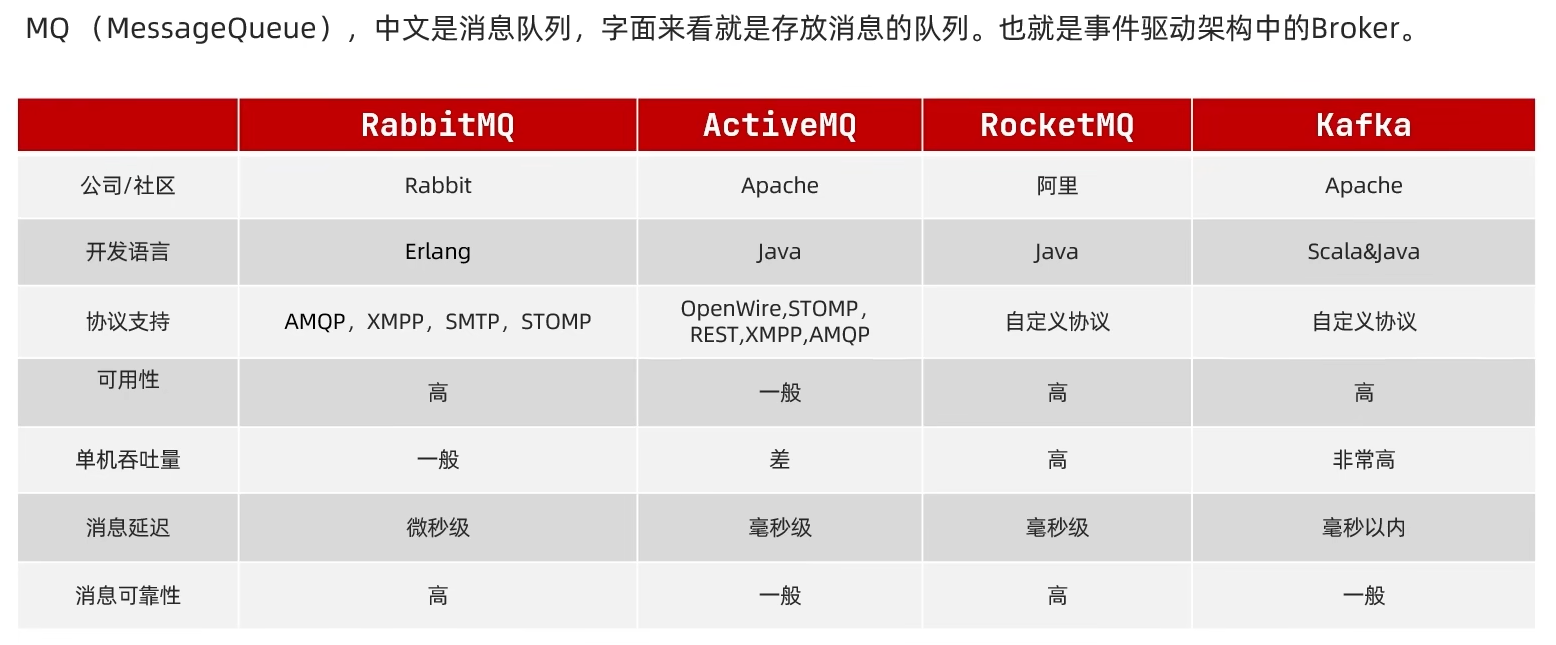 MQ （MessageQueue），中文是消息队列，字面来看就是存放消息的队列。也就是事件驱动架构中的Broker。
RabbitMQ ActiveMQ RocketMQ Kafka
公司/社区 Rabbit Apache 阿里 Apache
开发语言 Erlang Java Java Scala&Java
协议支持 AMQP，XMPP，SMTP，STOMP OpenWire,STOMP， REST,XMPP,AMQP 自定义协议 自定义协议
可用性 高 一般 高 高
单机吞吐量 一般 差 高 非常高
消息延迟 微秒级 毫秒级 毫秒级 毫秒以内
消息可靠性 高 一般 高 一般